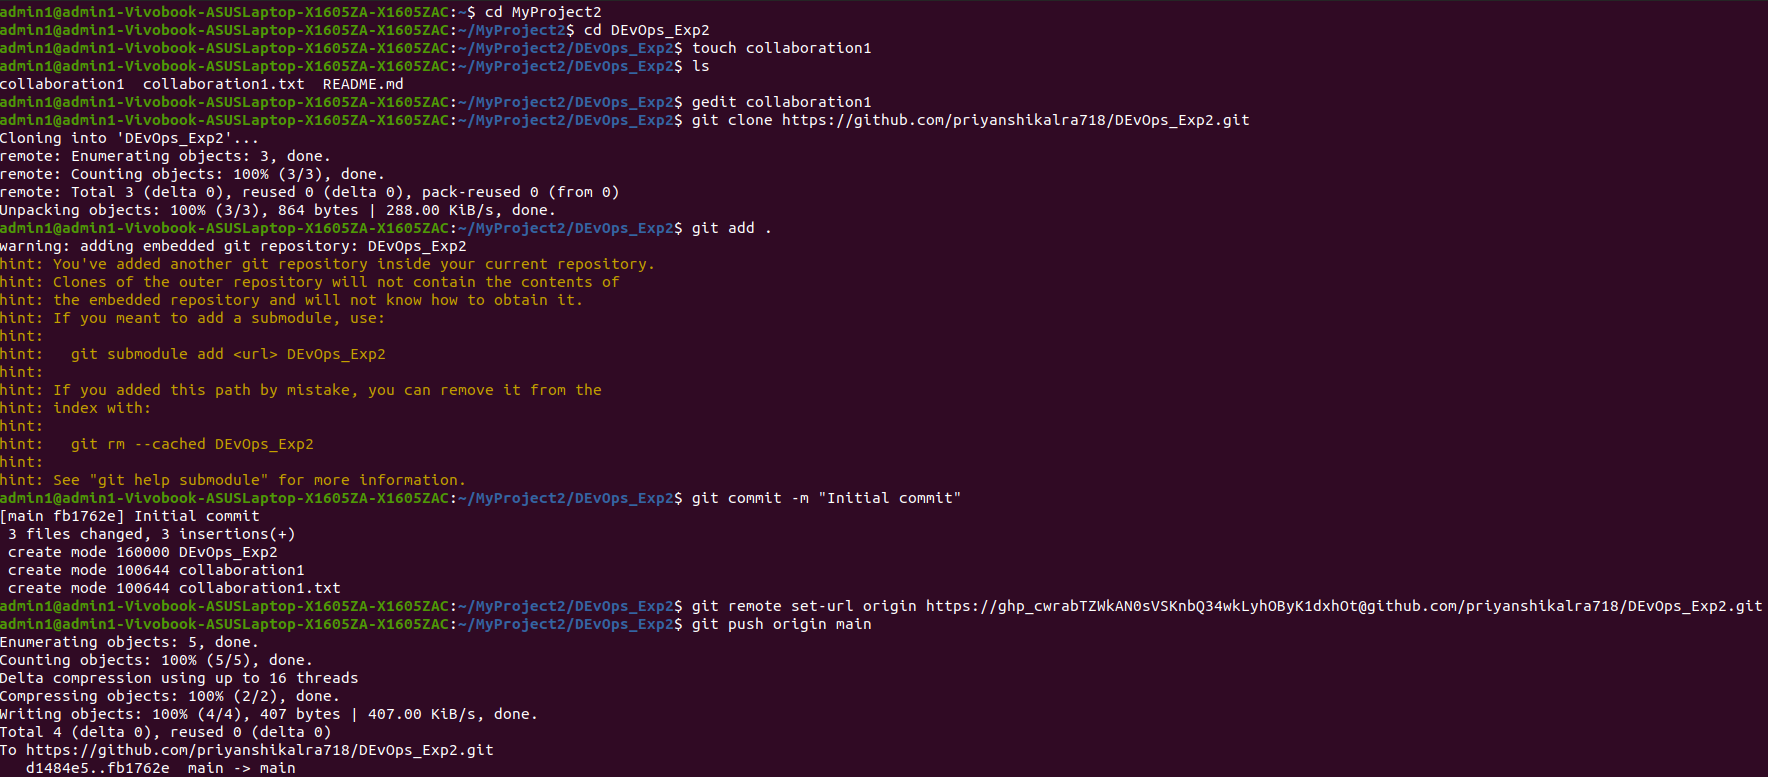 admin1@admin1-Vivobook-ASUSLaptop-X1605ZA-X1605ZAC:~$ cd MyProject2
admin1@admin1-Vivobook-ASUSLaptop-X1605ZA-X1605ZAC:~/MyProject2$ cd DEvOps_Exp2
admin1@admin1-Vivobook-ASUSLaptop-X1605ZA-X1605ZAC:~/MyProject2/DEvOps_Exp2$ touch collaboration1
admin1@admin1-Vivobook-ASUSLaptop-X1605ZA-X1605ZAC:~/MyProject2/DEvOps_Exp2$ ls
collaboration1  collaboration1.txt  README.md
admin1@admin1-Vivobook-ASUSLaptop-X1605ZA-X1605ZAC:~/MyProject2/DEvOps_Exp2$ gedit collaboration1
admin1@admin1-Vivobook-ASUSLaptop-X1605ZA-X1605ZAC:~/MyProject2/DEvOps_Exp2$ git clone https://github.com/priyanshikalra718/DEvOps_Exp2.git
Cloning into 'DEvOps_Exp2'...
remote: Enumerating objects: 3, done.
remote: Counting objects: 100% (3/3), done.
remote: Total 3 (delta 0), reused 0 (delta 0), pack-reused 0 (from 0)
Unpacking objects: 100% (3/3), 864 bytes | 288.00 KiB/s, done.
admin1@admin1-Vivobook-ASUSLaptop-X1605ZA-X1605ZAC:~/MyProject2/DEvOps_Exp2$ git add .
warning: adding embedded git repository: DEvOps_Exp2
hint: You've added another git repository inside your current repository.
hint: Clones of the outer repository will not contain the contents of
hint: the embedded repository and will not know how to obtain it.
hint: If you meant to add a submodule, use:
hint:
hint:   git submodule add <url> DEvOps_Exp2
hint:
hint: If you added this path by mistake, you can remove it from the
hint: index with:
hint:
hint:   git rm --cached DEvOps_Exp2
hint:
hint: See "git help submodule" for more information.
admin1@admin1-Vivobook-ASUSLaptop-X1605ZA-X1605ZAC:~/MyProject2/DEvOps_Exp2$ git commit -m "Initial commit"
[main fb1762e] Initial commit
 3 files changed, 3 insertions(+)
 create mode 160000 DEvOps_Exp2
 create mode 100644 collaboration1
 create mode 100644 collaboration1.txt
admin1@admin1-Vivobook-ASUSLaptop-X1605ZA-X1605ZAC:~/MyProject2/DEvOps_Exp2$ git remote set-url origin https://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@github.com/priyanshikalra718/DEvOps_Exp2.git
admin1@admin1-Vivobook-ASUSLaptop-X1605ZA-X1605ZAC:~/MyProject2/DEvOps_Exp2$ git push origin main
Enumerating objects: 5, done.
Counting objects: 100% (5/5), done.
Delta compression using up to 16 threads
Compressing objects: 100% (2/2), done.
Writing objects: 100% (4/4), 407 bytes | 407.00 KiB/s, done.
Total 4 (delta 0), reused 0 (delta 0)
To https://github.com/priyanshikalra718/DEvOps_Exp2.git
   d1484e5..fb1762e  main -> main